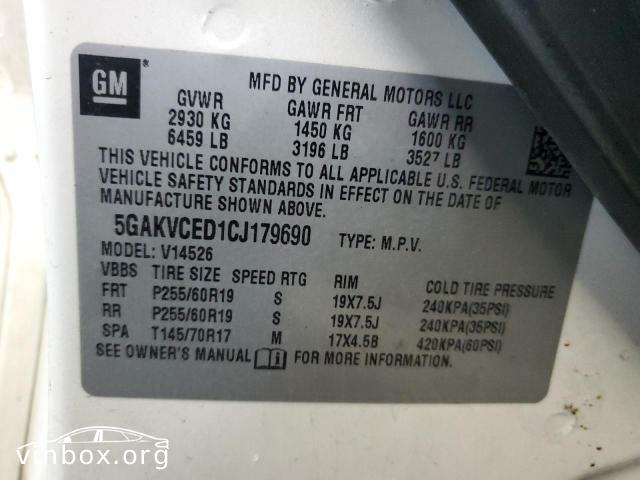 GM®
MFD BY GENERAL MOTORS LLC
GVWR GAWR FRT GAWR RR
2930 KG 1450 KG 1600 KG
6459 LB 3196 LB 3527 LB
THIS VEHICLE CONFORMS TO ALL APPLICABLE U.S. FEDERAL MOTOR
VEHICLE SAFETY STANDARDS IN EFFECT ON THE DATE OF
MANUFACTURE SHOWN ABOVE.
5GAKVCED1CJ179690 TYPE: M.P.V.
MODEL: V14526
VBBS TIRE SIZE SPEED RTG RIM COLD TIRE PRESSURE
FRT P255/60R19 S 19X7.5J 240KPA(35PSI)
RR P255/60R19 S 19X7.5J 240KPA(35PSI)
SPA T145/70R17 M 17X4.5B 420KPA(60PSI)
SEE OWNER'S MANUAL FOR MORE INFORMATION.
vinbox.org